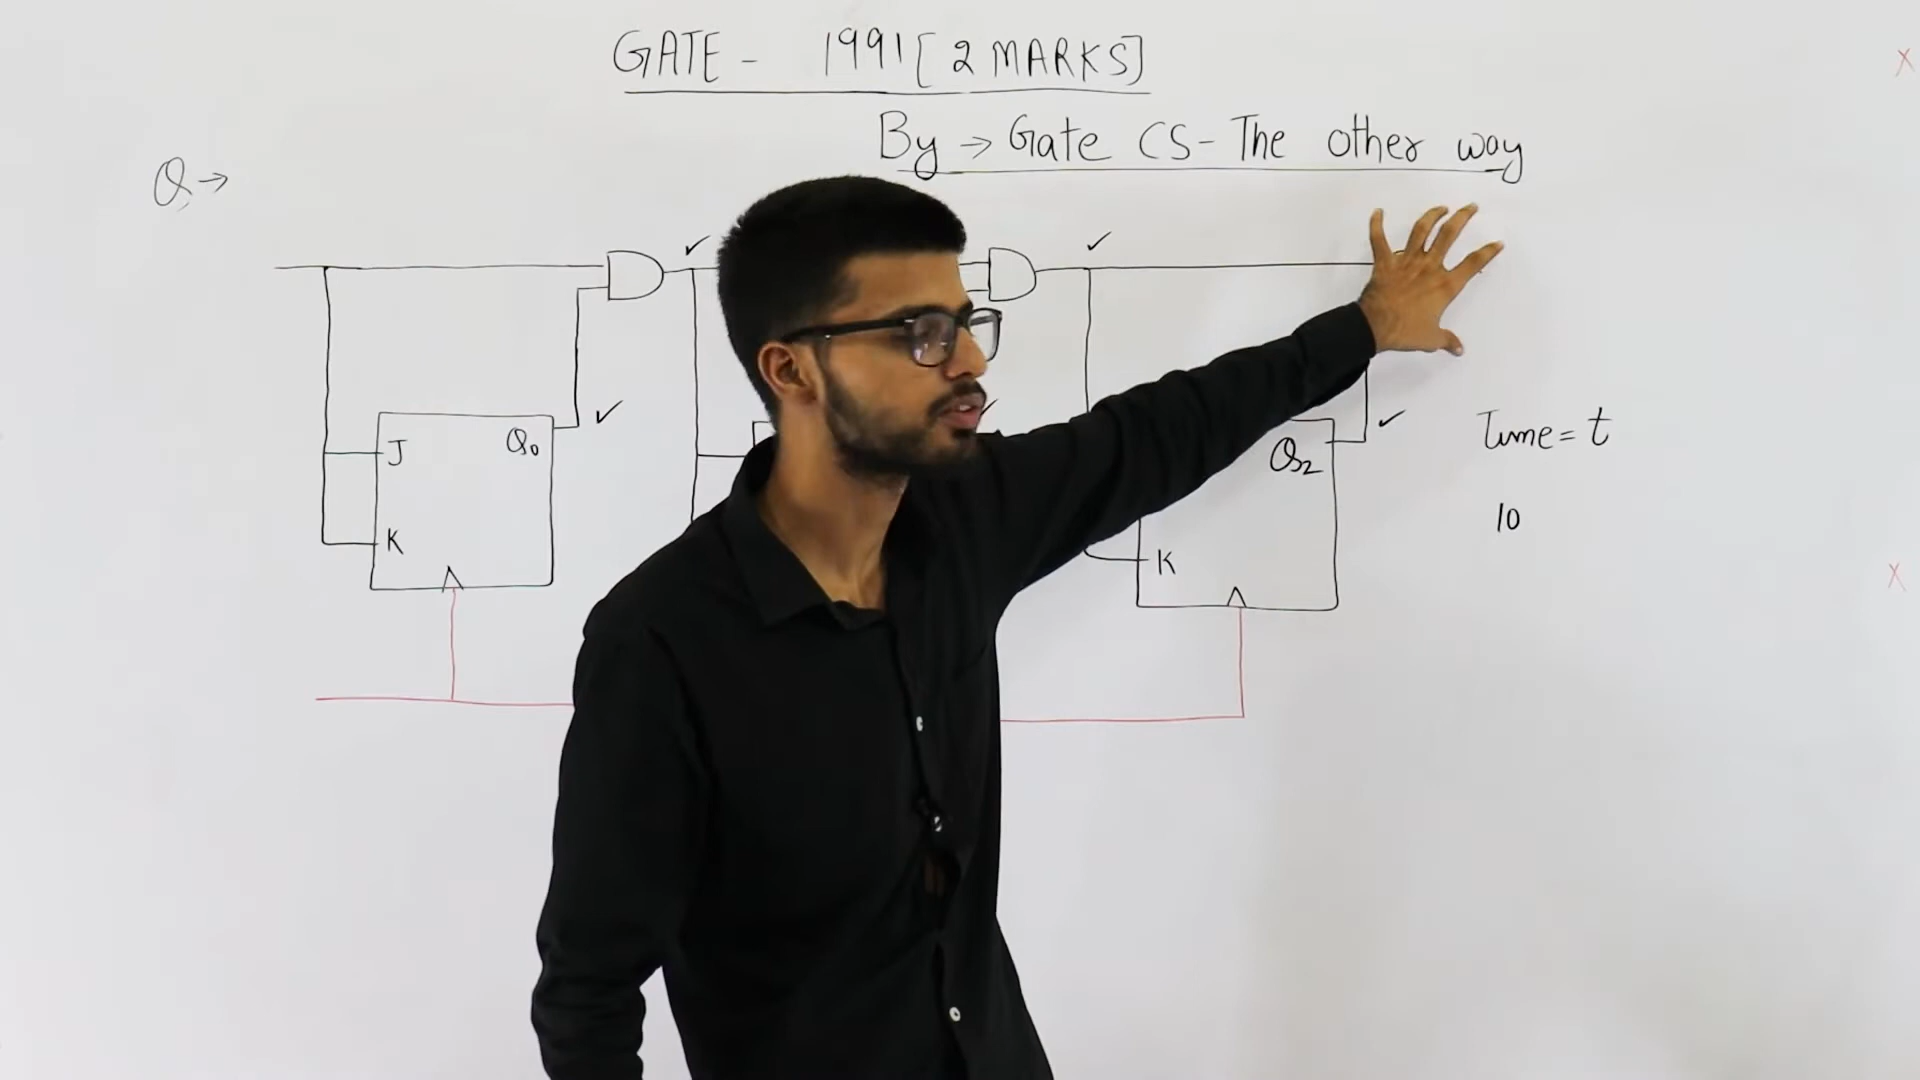 GATE - 1991 [2 MARKS]
By → Gate CS - The other way
Q →
J Q0
K
Q2
K
Time = t
10